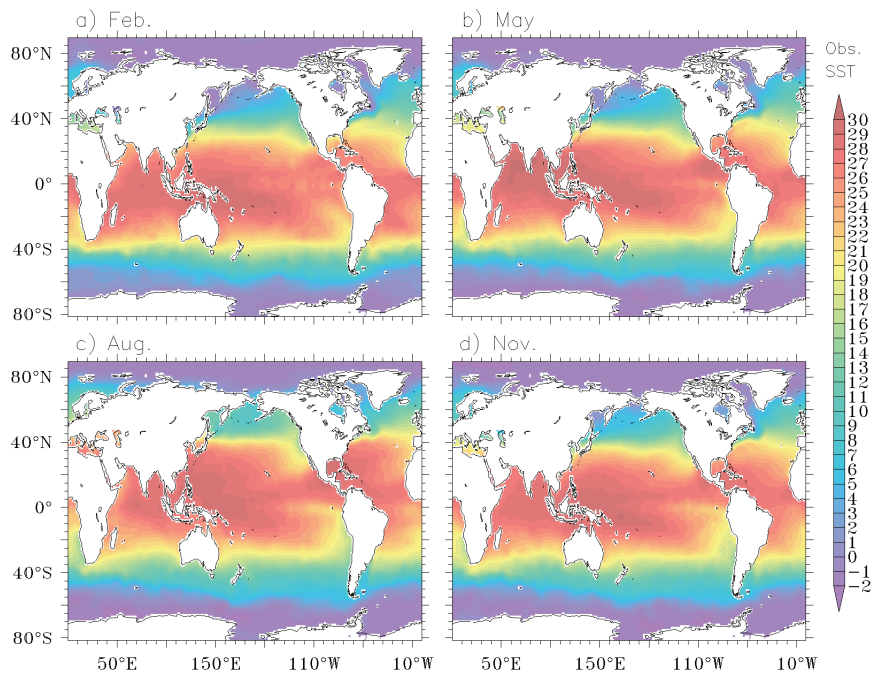 a) Feb.
b) May
Obs.
SST
80°N
40°N
0°
40°S
80°S
30
29
28
27
26
25
24
23
22
21
20
19
18
17
16
15
14
13
12
11
10
9
8
7
6
5
4
3
2
1
0
−1
−2
c) Aug.
d) Nov.
80°N
40°N
0°
40°S
80°S
50°E
150°E
110°W
10°W
50°E
150°E
110°W
10°W